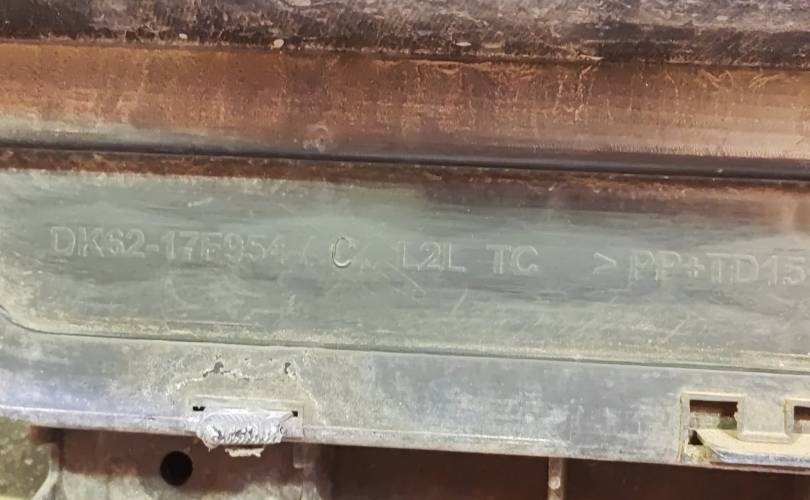 DK62-17F954-C L2L TC >PP+TD15